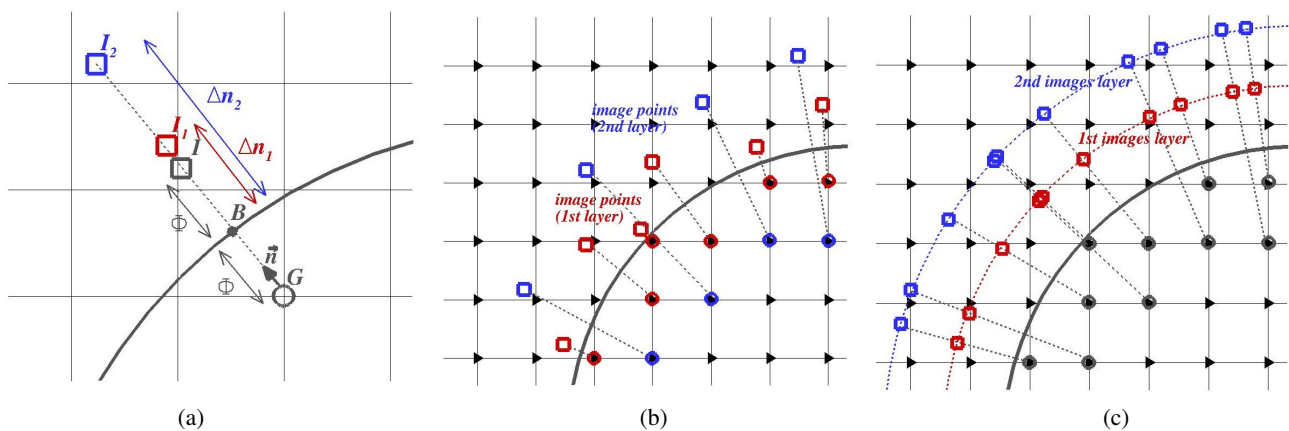 I₂
Δn₂
I₁
I
Δn₁
Φ
B
n⃗
Φ
G
(a)
image points
(2nd layer)
image points
(1st layer)
(b)
2nd images layer
1st images layer
(c)